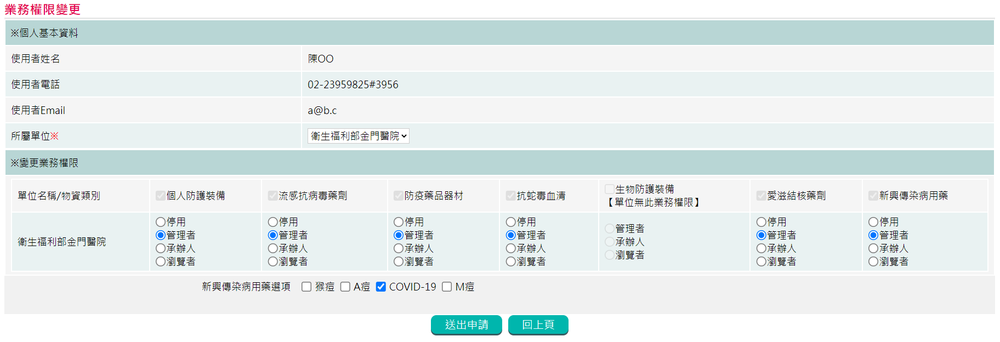 業務權限變更
※個人基本資料
使用者姓名 陳OO
使用者電話 02-23959825#3956
使用者Email a@b.c
所屬單位※ 衛生福利部金門醫院
※變更業務權限
單位名稱/物資類別 個人防護裝備 流感抗病毒藥劑 防疫藥品器材 抗蛇毒血清 生物防護裝備 【單位無此業務權限】 愛滋結核藥劑 新興傳染病用藥
衛生福利部金門醫院
停用 停用 停用 停用 停用 停用
管理者 管理者 管理者 管理者 管理者 管理者 管理者
承辦人 承辦人 承辦人 承辦人 承辦人 承辦人 承辦人
瀏覽者 瀏覽者 瀏覽者 瀏覽者 瀏覽者 瀏覽者 瀏覽者
新興傳染病用藥選項 猴痘 A痘 COVID-19 M痘
送出申請 回上頁